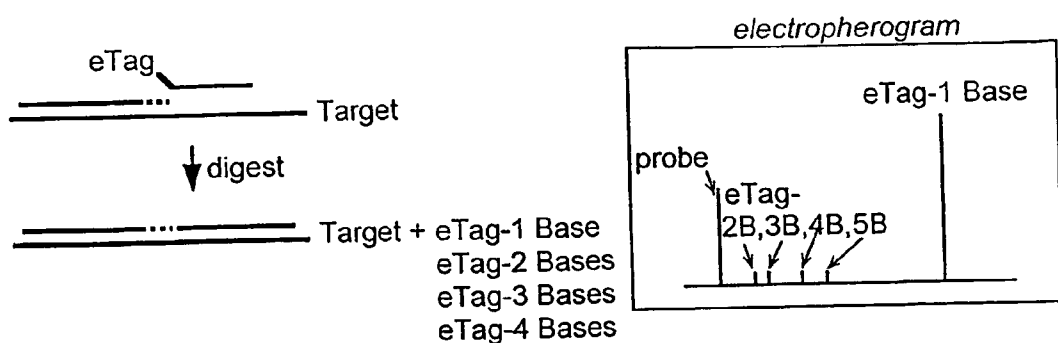 eTag
Target
digest
Target + eTag-1 Base
eTag-2 Bases
eTag-3 Bases
eTag-4 Bases
electropherogram
eTag-1 Base
probe
eTag-
2B,3B,4B,5B